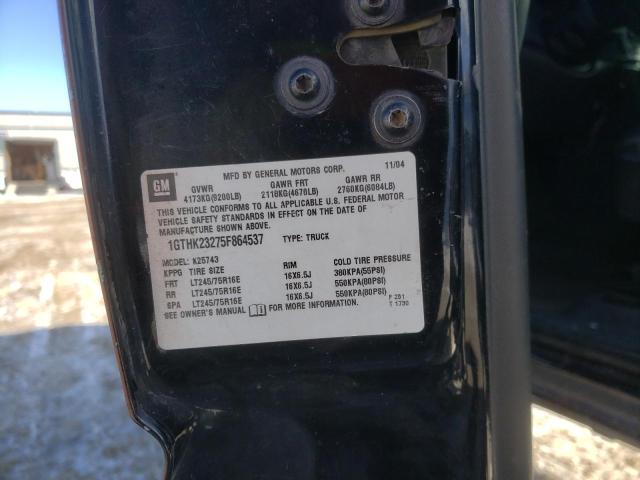 MFD BY GENERAL MOTORS CORP. 11/04
GM
GVWR GAWR FRT GAWR RR
4173KG(9200LB) 2118KG(4670LB) 2760KG(6084LB)
THIS VEHICLE CONFORMS TO ALL APPLICABLE U.S. FEDERAL MOTOR
VEHICLE SAFETY STANDARDS IN EFFECT ON THE DATE OF
MANUFACTURE SHOWN ABOVE.
1GTHK23275F864537 TYPE: TRUCK
MODEL: K25743
KPPG TIRE SIZE RIM COLD TIRE PRESSURE
FRT LT245/75R16E 16X6.5J 380KPA(55PSI)
RR LT245/75R16E 16X6.5J 550KPA(80PSI)
SPA LT245/75R16E 16X6.5J 550KPA(80PSI)
SEE OWNER'S MANUAL FOR MORE INFORMATION.
P 281
T 1730